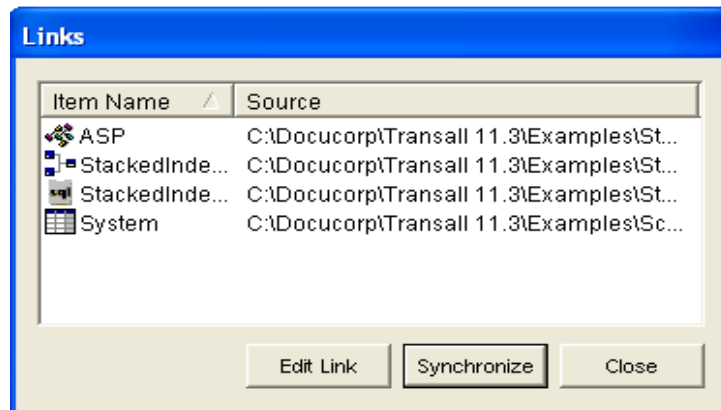 Links
Item Name Source
ASP C:\Docucorp\Transall 11.3\Examples\St...
StackedInde... C:\Docucorp\Transall 11.3\Examples\St...
sql StackedInde... C:\Docucorp\Transall 11.3\Examples\St...
System C:\Docucorp\Transall 11.3\Examples\Sc...
Edit Link Synchronize Close